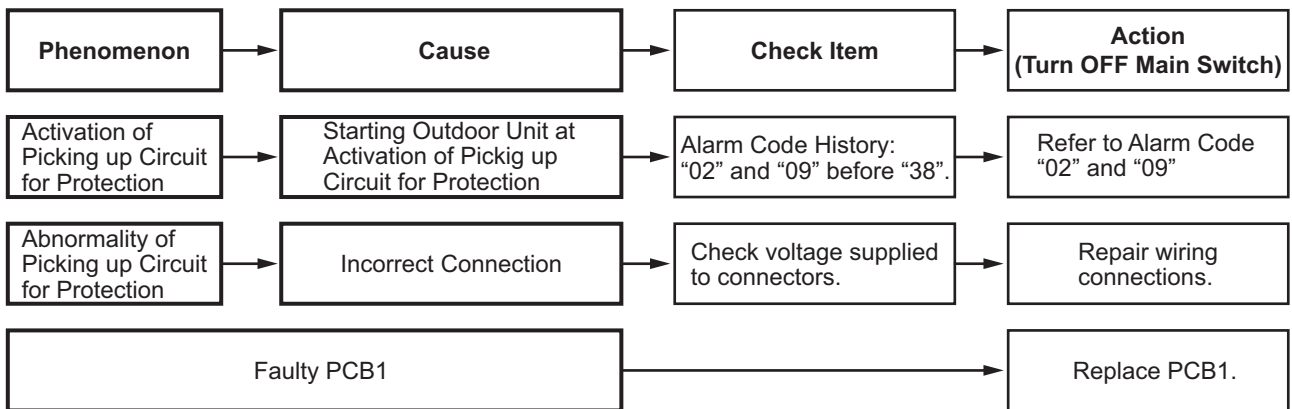 Phenomenon
Cause
Check Item
Action
(Turn OFF Main Switch)
Activation of
Picking up Circuit
for Protection
Starting Outdoor Unit at
Activation of Pickig up
Circuit for Protection
Alarm Code History:
“02” and “09” before “38”.
Refer to Alarm Code
“02” and “09”
Abnormality of
Picking up Circuit
for Protection
Incorrect Connection
Check voltage supplied
to connectors.
Repair wiring
connections.
Faulty PCB1
Replace PCB1.